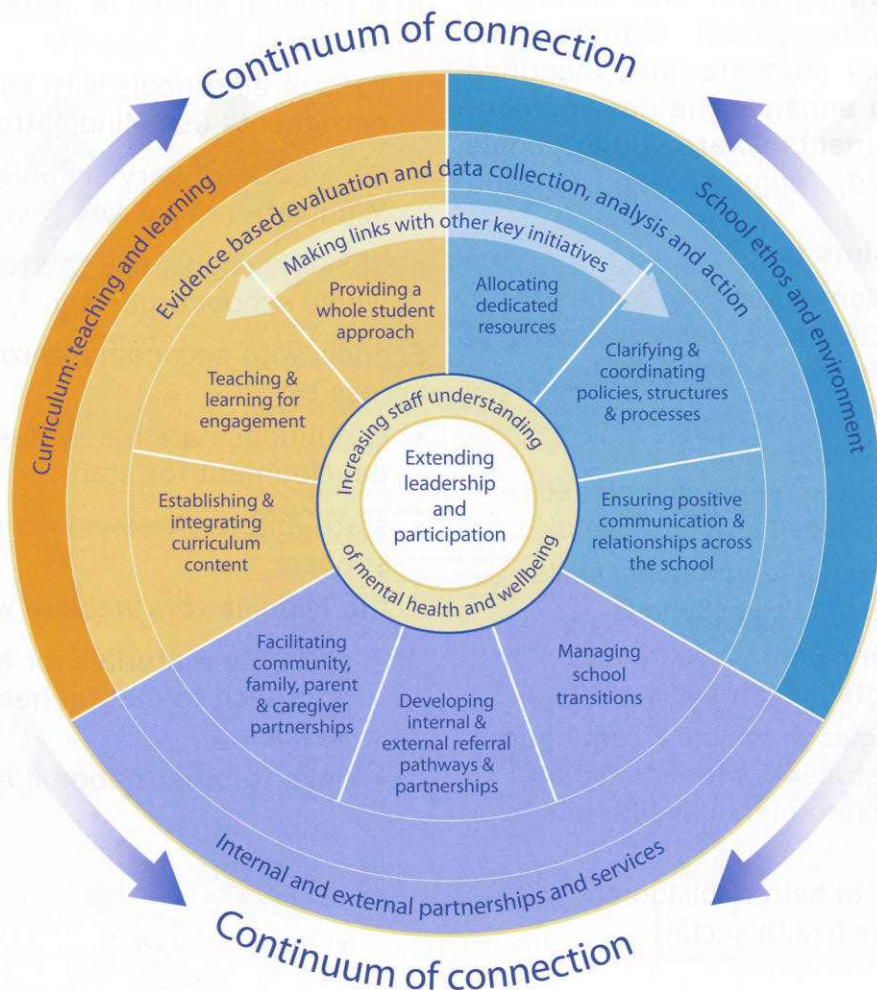 Continuum of connection
Curriculum: teaching and learning
School ethos and environment
Evidence based evaluation and data collection, analysis and action
Making links with other key initiatives
Providing a
whole student
approach
Allocating
dedicated
resources
Teaching &
learning for
engagement
Clarifying &
coordinating
policies, structures
& processes
Establishing &
integrating
curriculum
content
Ensuring positive
communication &
relationships across
the school
Increasing staff understanding
of mental health and wellbeing
Extending
leadership
and
participation
Facilitating
community,
family, parent
& caregiver
partnerships
Developing
internal &
external referral
pathways &
partnerships
Managing
school
transitions
Internal and external partnerships and services
Continuum of connection